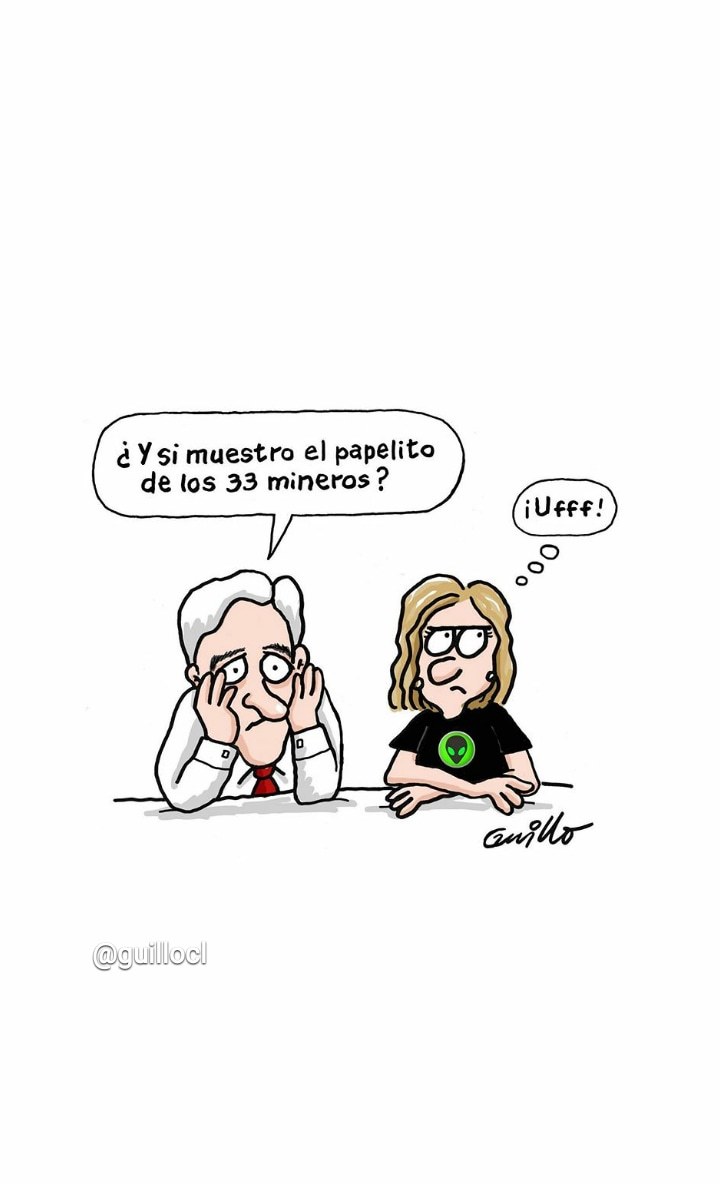 ¿Y si muestro el papelito
de los 33 mineros?
¡Ufff!
Guillo
@guillocl